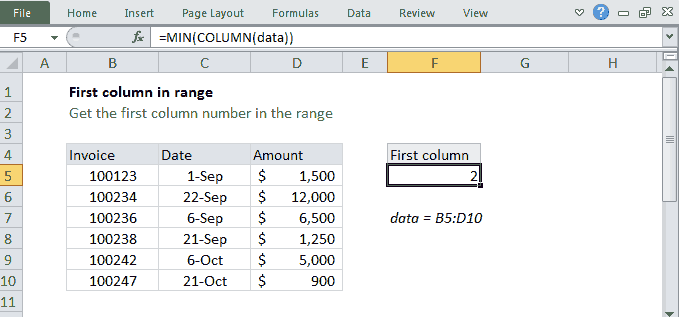 File Home Insert Page Layout Formulas Data Review View ?
F5 fx =MIN(COLUMN(data))
A B C D E F G H
1 First column in range
2 Get the first column number in the range
3
4 Invoice Date Amount First column
5 100123 1-Sep $ 1,500 2
6 100234 22-Sep $ 12,000
7 100236 6-Sep $ 6,500 data = B5:D10
8 100238 21-Sep $ 1,250
9 100242 6-Oct $ 5,000
10 100247 21-Oct $ 900
11